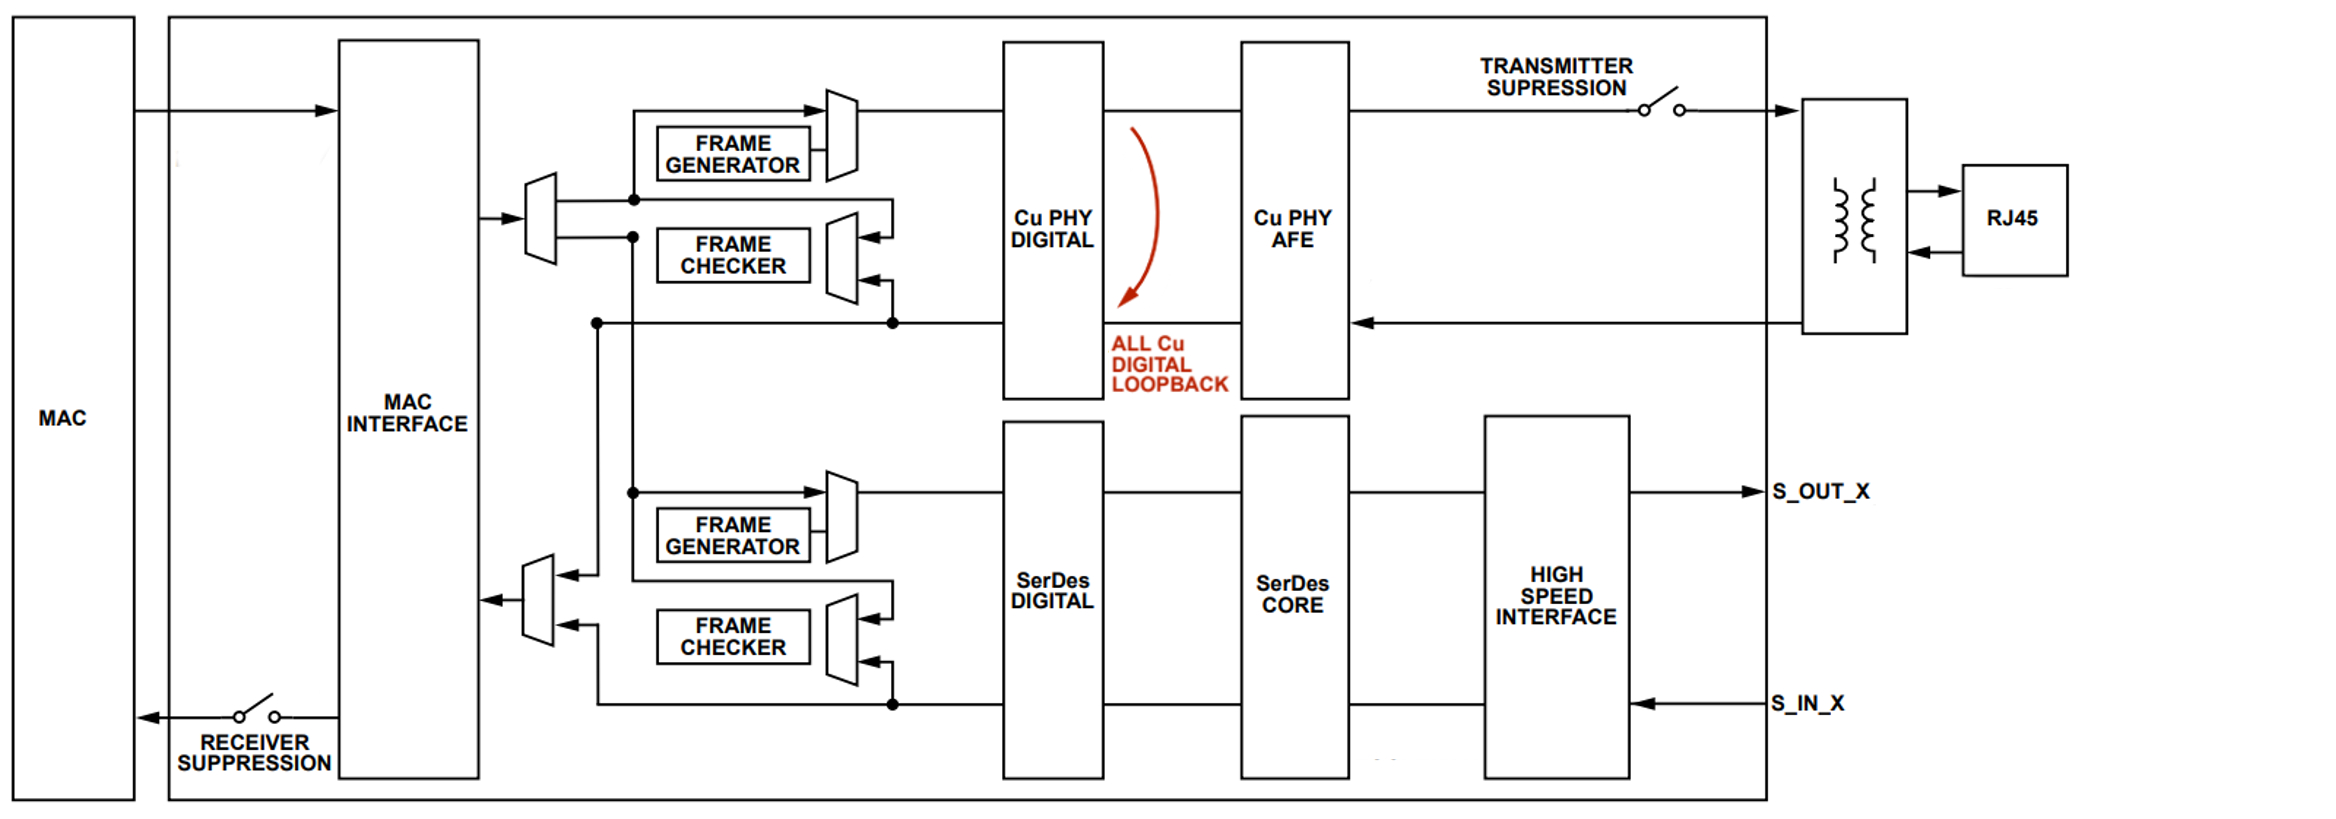 MAC
MAC
INTERFACE
RECEIVER
SUPPRESSION
FRAME
GENERATOR
FRAME
CHECKER
FRAME
GENERATOR
FRAME
CHECKER
Cu PHY
DIGITAL
ALL Cu
DIGITAL
LOOPBACK
Cu PHY
AFE
SerDes
DIGITAL
SerDes
CORE
HIGH
SPEED
INTERFACE
TRANSMITTER
SUPRESSION
RJ45
S_OUT_X
S_IN_X